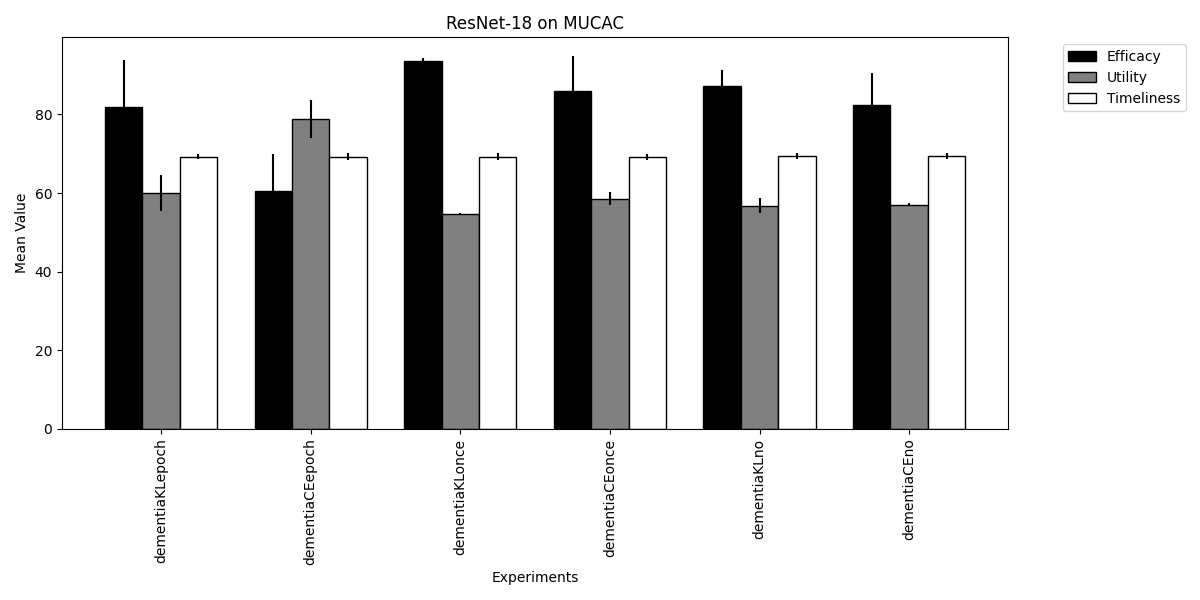 ResNet-18 on MUCAC
Efficacy
Utility
Timeliness
Mean Value
80
60
40
20
0
dementiaKLepoch
dementiaCEepoch
dementiaKLonce
dementiaCEonce
dementiaKLno
dementiaCEno
Experiments